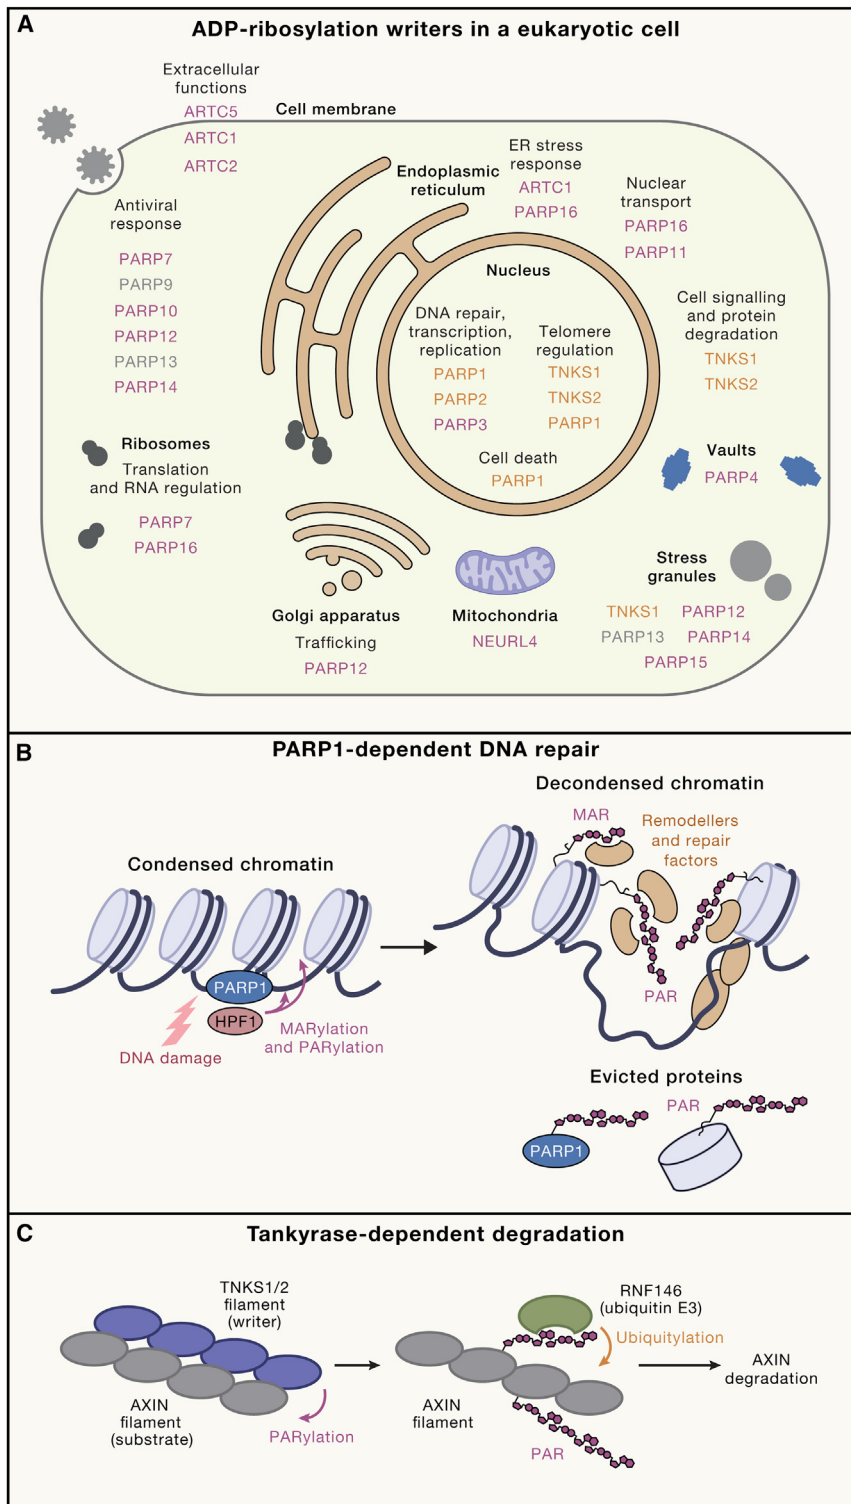 A
ADP-ribosylation writers in a eukaryotic cell
Extracellular
functions
ARTC5
ARTC1
ARTC2
Cell membrane
Antiviral
response
PARP7
PARP9
PARP10
PARP12
PARP13
PARP14
Endoplasmic
reticulum
ER stress
response
ARTC1
PARP16
Nuclear
transport
PARP16
PARP11
Nucleus
DNA repair,
transcription,
replication
PARP1
PARP2
PARP3
Telomere
regulation
TNKS1
TNKS2
PARP1
Cell death
PARP1
Cell signalling
and protein
degradation
TNKS1
TNKS2
Ribosomes
Translation
and RNA regulation
PARP7
PARP16
Vaults
PARP4
Golgi apparatus
Trafficking
PARP12
Mitochondria
NEURL4
Stress
granules
TNKS1 PARP12
PARP13 PARP14
PARP15
B
PARP1-dependent DNA repair
Condensed chromatin
PARP1
HPF1
DNA damage
MARylation
and PARylation
Decondensed chromatin
MAR
Remodellers
and repair
factors
PAR
Evicted proteins
PAR
PARP1
C
Tankyrase-dependent degradation
TNKS1/2
filament
(writer)
AXIN
filament
(substrate)
PARylation
RNF146
(ubiquitin E3)
Ubiquitylation
AXIN
filament
PAR
AXIN
degradation